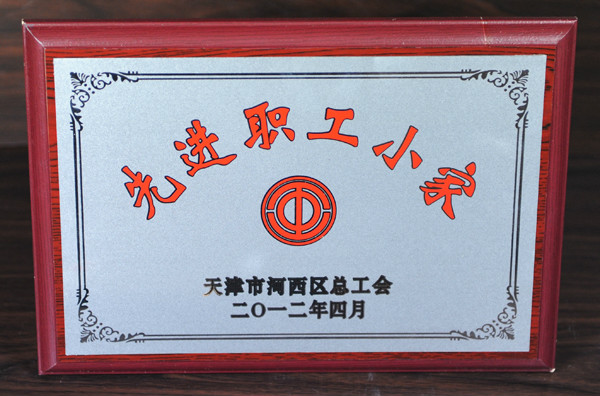 先进职工小家
天津市河西区总工会
二〇一二年四月